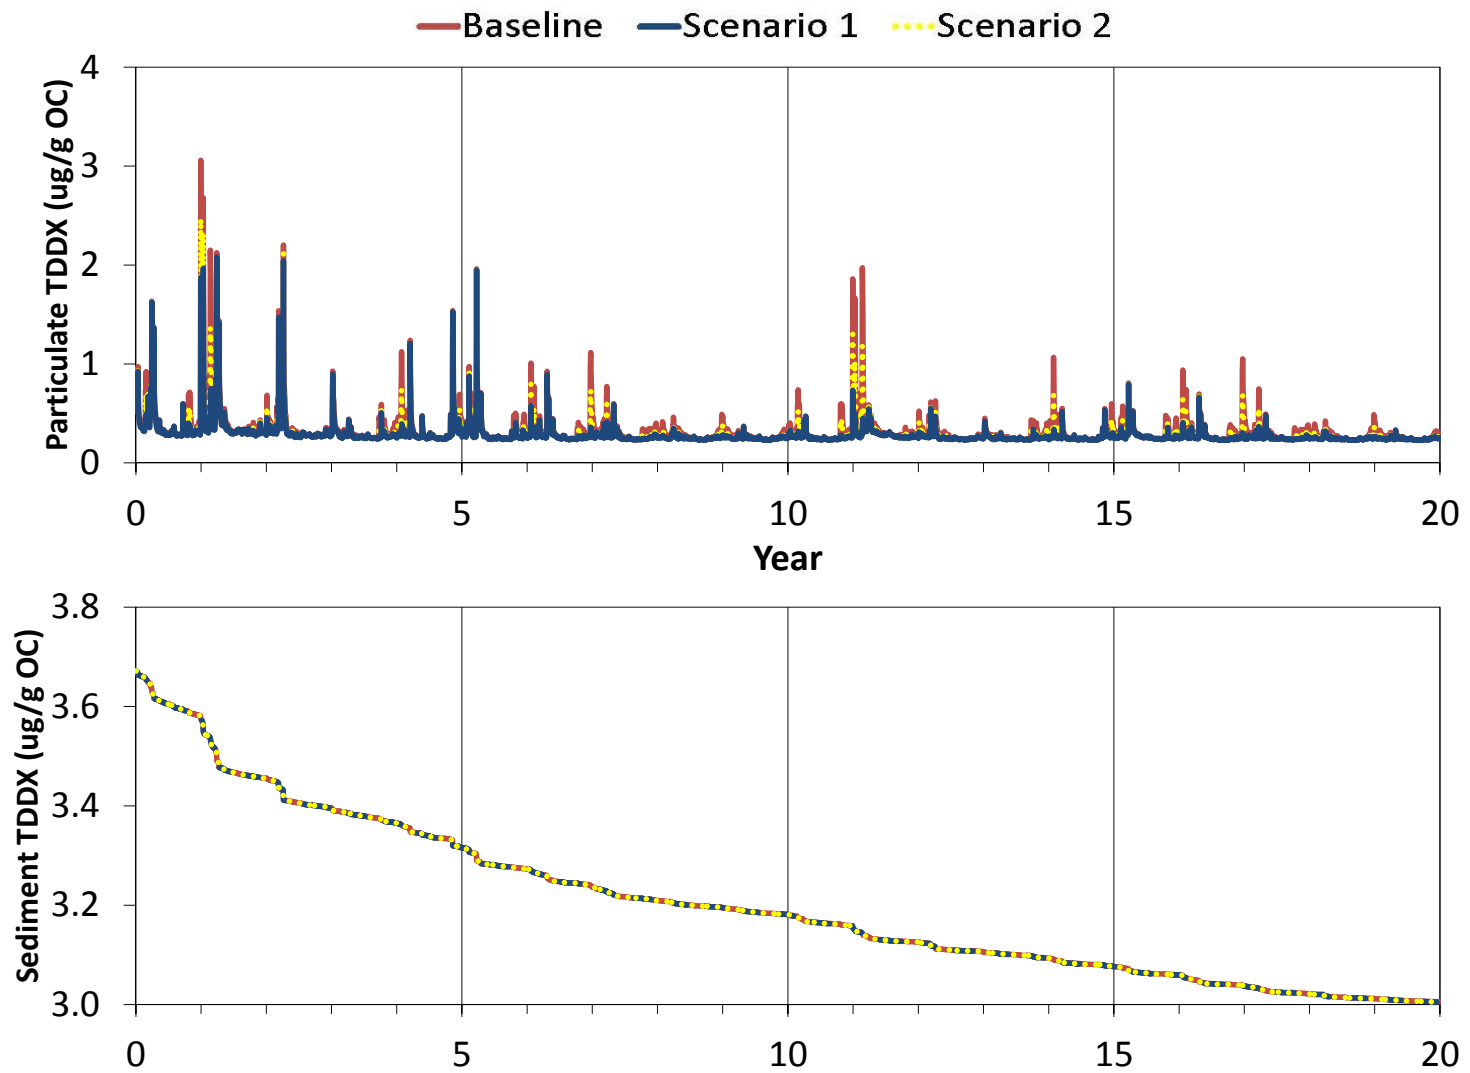 Baseline Scenario 1 Scenario 2
Particulate TDDX (ug/g OC)
4
3
2
1
0
0 5 10 15 20
Year
Sediment TDDX (ug/g OC)
3.8
3.6
3.4
3.2
3.0
0 5 10 15 20